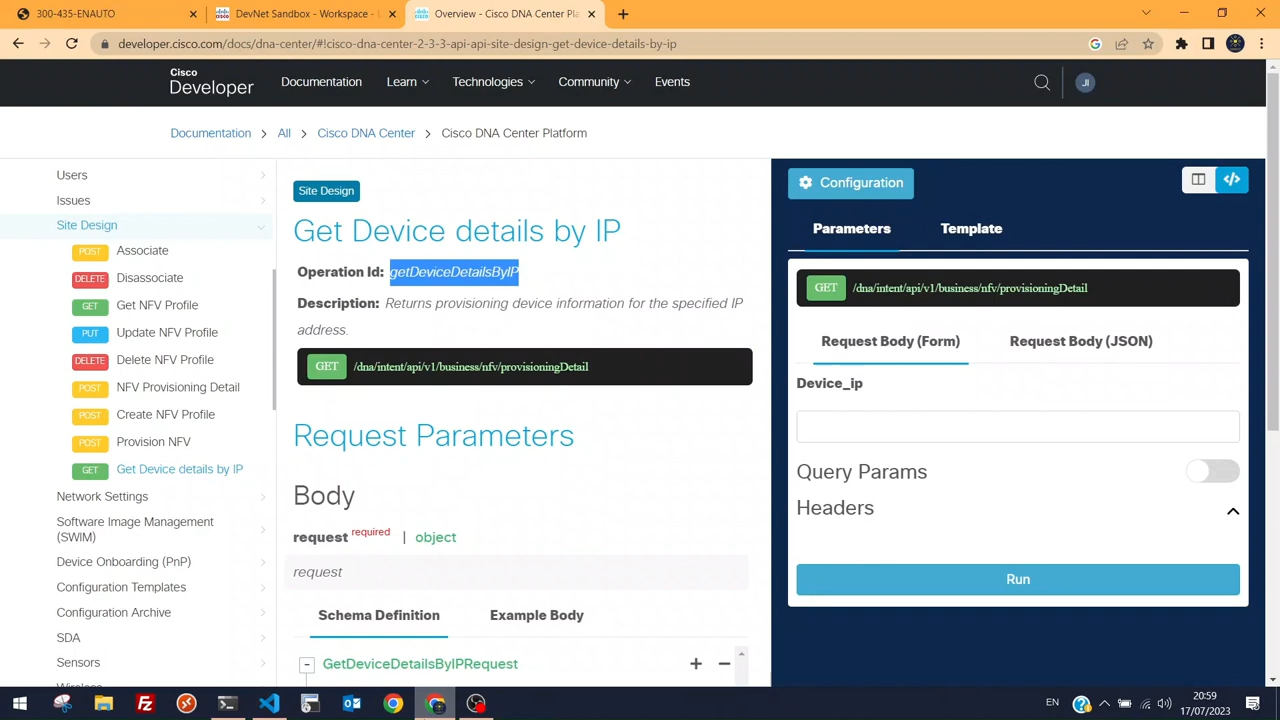 300-435-ENAUTO
DevNet Sandbox - Workspace - L
Overview - Cisco DNA Center Pla
developer.cisco.com/docs/dna-center/#!cisco-dna-center-2-3-3-api-api-site-design-get-device-details-by-ip
Cisco
Developer
Documentation
Learn
Technologies
Community
Events
JI
Documentation > All > Cisco DNA Center > Cisco DNA Center Platform
Users
Issues
Site Design
POST Associate
DELETE Disassociate
GET Get NFV Profile
PUT Update NFV Profile
DELETE Delete NFV Profile
POST NFV Provisioning Detail
POST Create NFV Profile
POST Provision NFV
GET Get Device details by IP
Network Settings
Software Image Management
(SWIM)
Device Onboarding (PnP)
Configuration Templates
Configuration Archive
SDA
Sensors
Wireless
Site Design
Get Device details by IP
Operation Id: getDeviceDetailsByIP
Description: Returns provisioning device information for the specified IP
address.
GET /dna/intent/api/v1/business/nfv/provisioningDetail
Request Parameters
Body
request required | object
request
Schema Definition
Example Body
GetDeviceDetailsByIPRequest
Configuration
Parameters
Template
GET /dna/intent/api/v1/business/nfv/provisioningDetail
Request Body (Form)
Request Body (JSON)
Device_ip
Query Params
Headers
Run
EN
20:59
17/07/2023